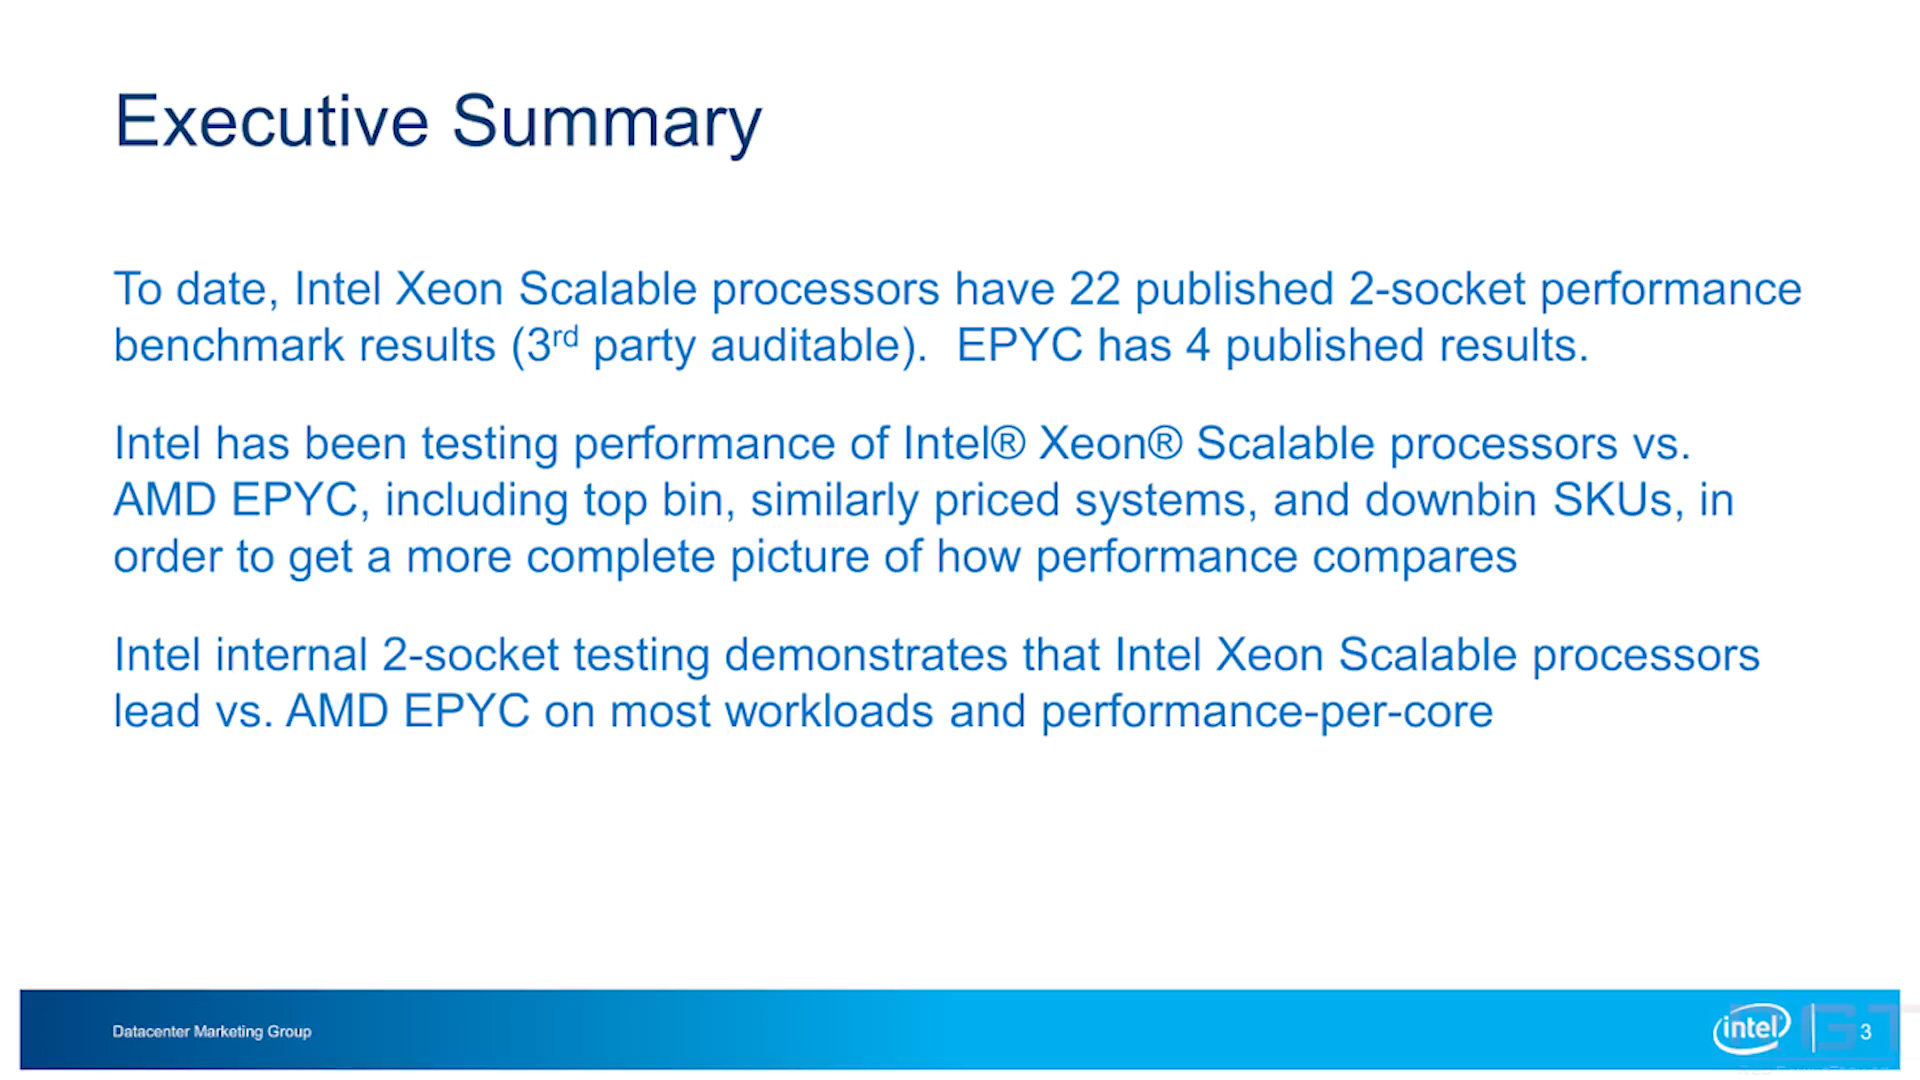 Executive Summary
To date, Intel Xeon Scalable processors have 22 published 2-socket performance
benchmark results (3rd party auditable).  EPYC has 4 published results.
Intel has been testing performance of Intel® Xeon® Scalable processors vs.
AMD EPYC, including top bin, similarly priced systems, and downbin SKUs, in
order to get a more complete picture of how performance compares
Intel internal 2-socket testing demonstrates that Intel Xeon Scalable processors
lead vs. AMD EPYC on most workloads and performance-per-core
Datacenter Marketing Group
intel
3